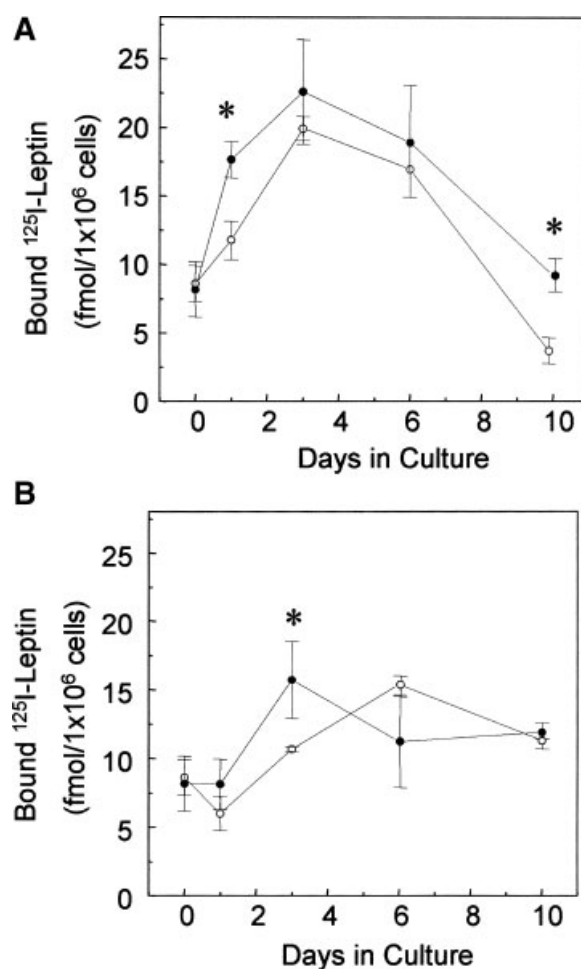 A
Bound ¹²⁵I-Leptin
(fmol/1x10⁶ cells)
25
20
15
10
5
0
*
*
0 2 4 6 8 10
Days in Culture
B
Bound ¹²⁵I-Leptin
(fmol/1x10⁶ cells)
25
20
15
10
5
0
*
0 2 4 6 8 10
Days in Culture